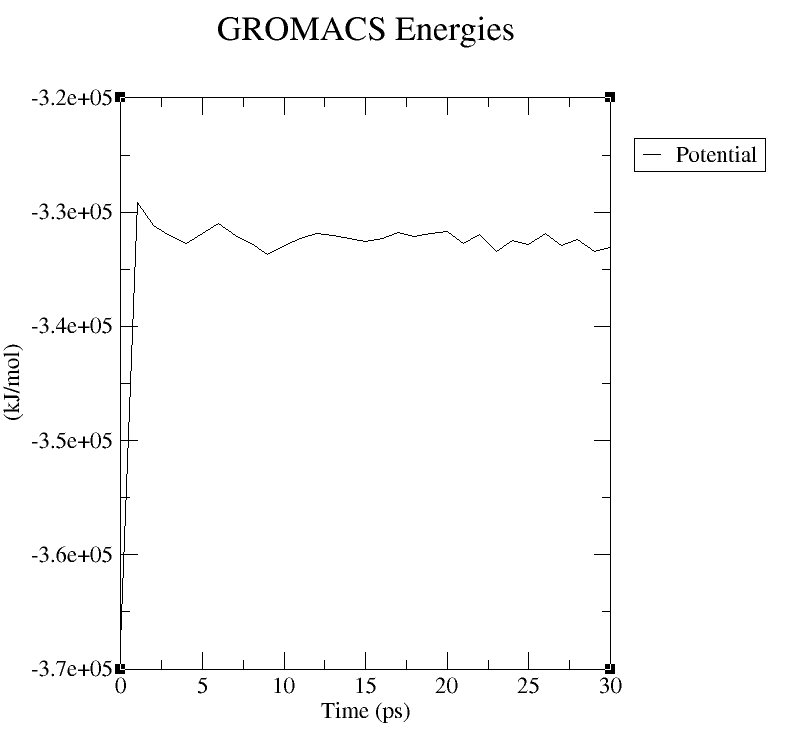 GROMACS Energies
-3.2e+05
-3.3e+05
-3.4e+05
-3.5e+05
-3.6e+05
-3.7e+05
(kJ/mol)
0 5 10 15 20 25 30
Time (ps)
Potential